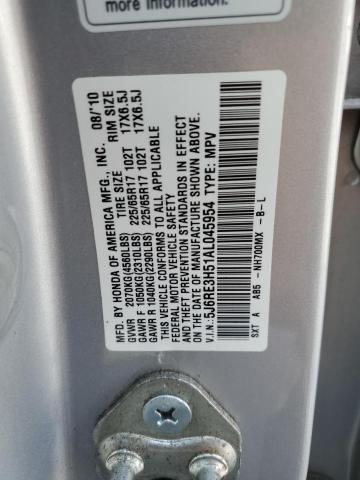 more information.
MFD. BY HONDA OF AMERICA MFG., INC. 08/'10
TIRE SIZE RIM SIZE
GVWR 2070KG(4560LBS) 225/65R17 102T 17X6.5J
GAWR F 1050KG(2310LBS) 225/65R17 102T 17X6.5J
GAWR R 1040KG(2290LBS)
THIS VEHICLE CONFORMS TO ALL APPLICABLE
FEDERAL MOTOR VEHICLE SAFETY
AND THEFT PREVENTION STANDARDS IN EFFECT
ON THE DATE OF MANUFACTURE SHOWN ABOVE.
V.I.N.: 5J6RE3H51AL045954 TYPE: MPV
SXT A AB5 -NH700MX -B-L